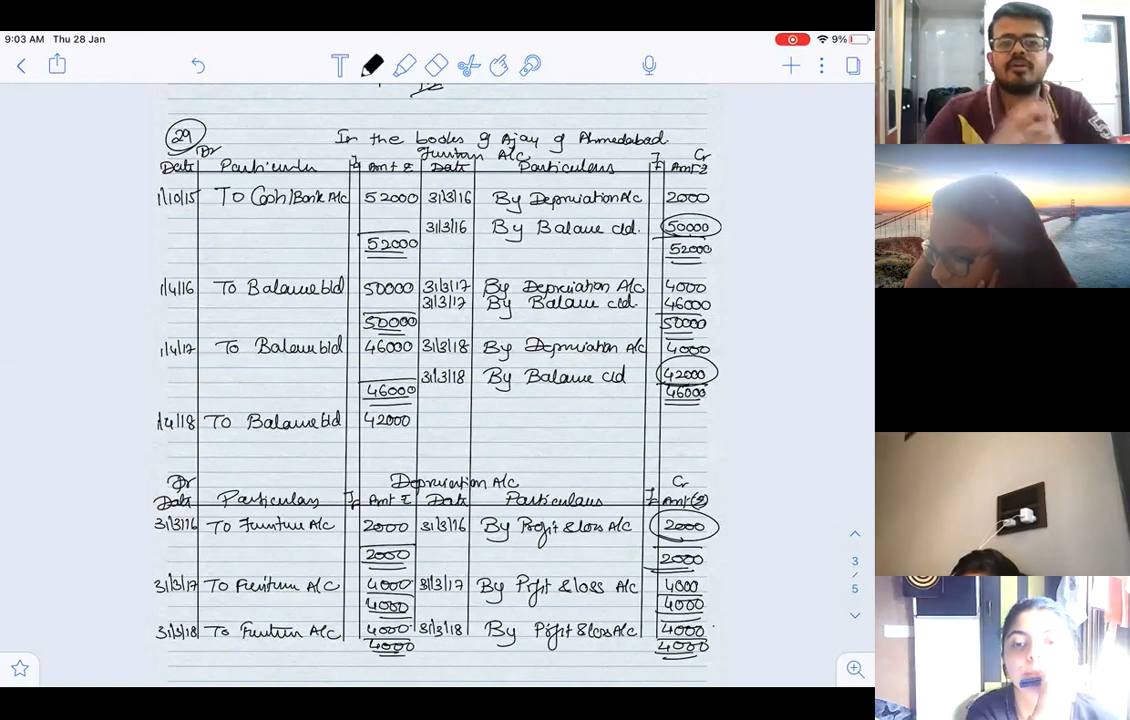 9:03 AM Thu 28 Jan
9%
T
29 In the books of Ajay of Ahmedabad
Dr Furniture A/c Cr
Date Particulars Amt ₹ Date Particulars Amt ₹
1/10/15 To Cash/Bank A/c 52000 31/3/16 By Depreciation A/c 2000
31/3/16 By Balance c/d. 50000
52000 52000
1/4/16 To Balance b/d 50000 31/3/17 By Depreciation A/c 4000
31/3/17 By Balance c/d. 46000
50000 50000
1/4/17 To Balance b/d 46000 31/3/18 By Depreciation A/c 4000
31/3/18 By Balance c/d 42000
46000 46000
1/4/18 To Balance b/d 42000
Dr Depreciation A/c Cr
Date Particulars Amt ₹ Date Particulars Amt (₹)
31/3/16 To Furniture A/c 2000 31/3/16 By Profit & loss A/c 2000
2000 2000
31/3/17 To Furniture A/c 4000 31/3/17 By Profit & loss A/c 4000
4000 4000
31/3/18 To Furniture A/c 4000 31/3/18 By Profit & loss A/c 4000
4000 4000
3
/
5